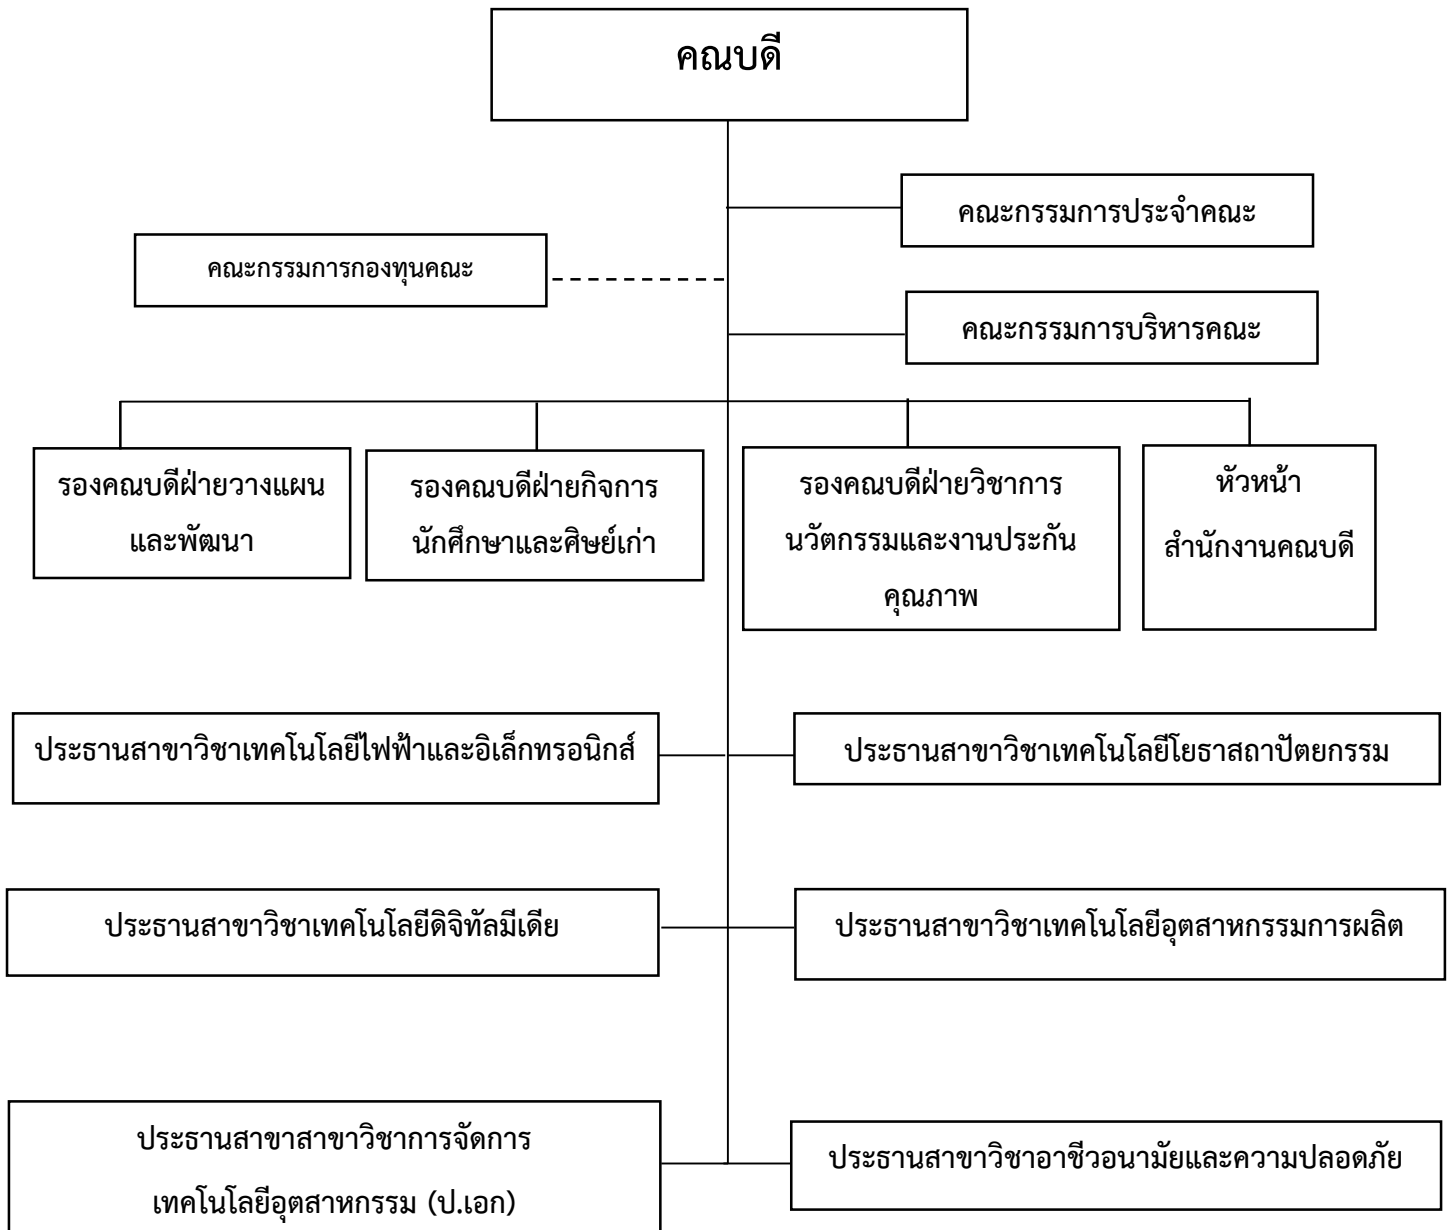 คณบดี
คณะกรรมการประจำคณะ
คณะกรรมการกองทุนคณะ
คณะกรรมการบริหารคณะ
รองคณบดีฝ่ายวางแผน
และพัฒนา
รองคณบดีฝ่ายกิจการ
นักศึกษาและศิษย์เก่า
รองคณบดีฝ่ายวิชาการ
นวัตกรรมและงานประกัน
คุณภาพ
หัวหน้า
สำนักงานคณบดี
ประธานสาขาวิชาเทคโนโลยีไฟฟ้าและอิเล็กทรอนิกส์
ประธานสาขาวิชาเทคโนโลยีโยธาสถาปัตยกรรม
ประธานสาขาวิชาเทคโนโลยีดิจิทัลมีเดีย
ประธานสาขาวิชาเทคโนโลยีอุตสาหกรรมการผลิต
ประธานสาขาสาขาวิชาการจัดการ
เทคโนโลยีอุตสาหกรรม (ป.เอก)
ประธานสาขาวิชาอาชีวอนามัยและความปลอดภัย